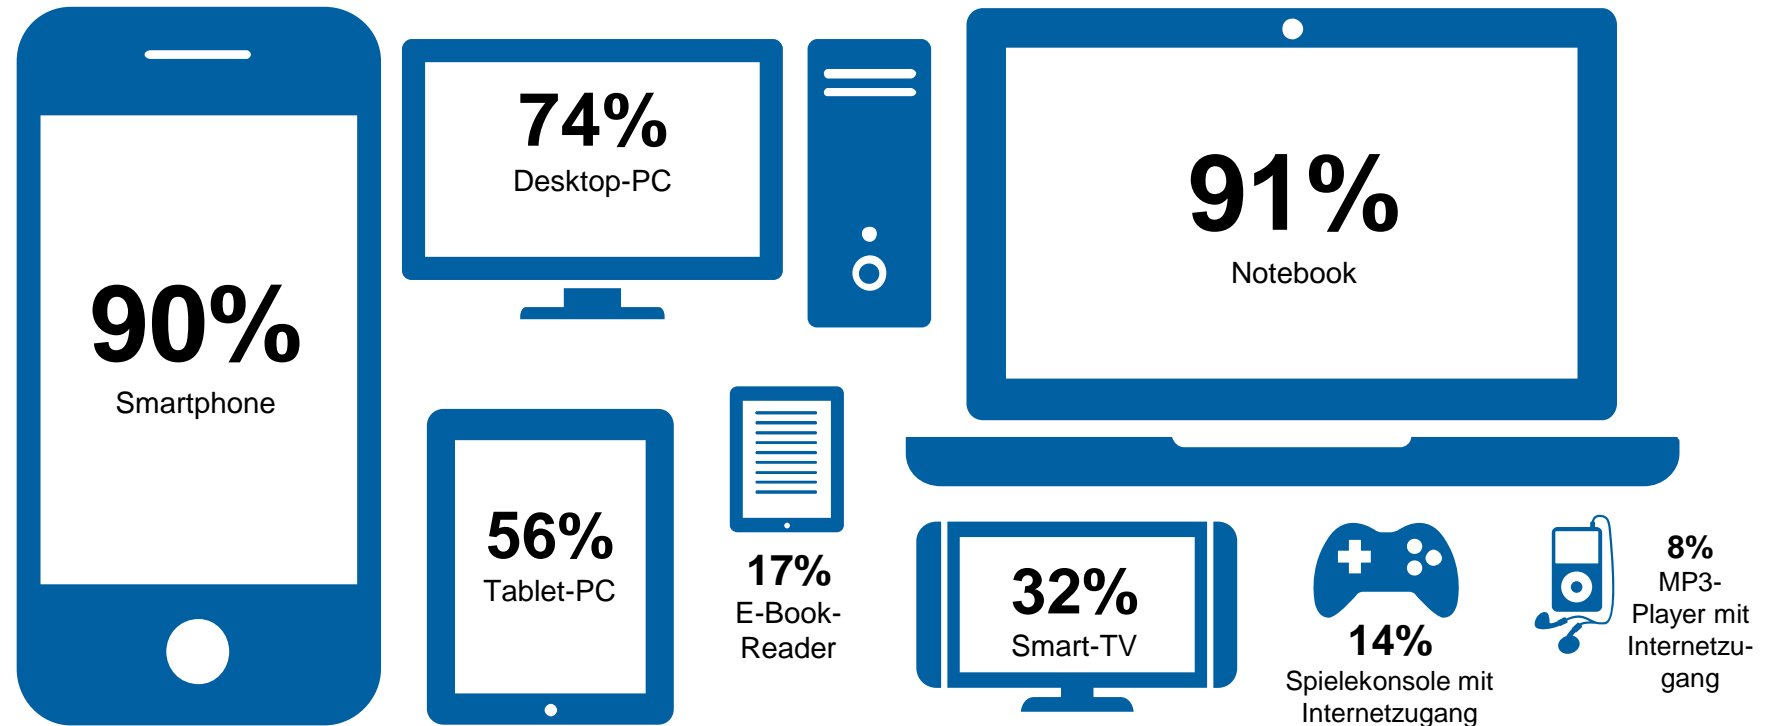 90%
Smartphone
74%
Desktop-PC
91%
Notebook
56%
Tablet-PC
17%
E-Book-
Reader
32%
Smart-TV
14%
Spielekonsole mit
Internetzugang
8%
MP3-
Player mit
Internetzu-
gang